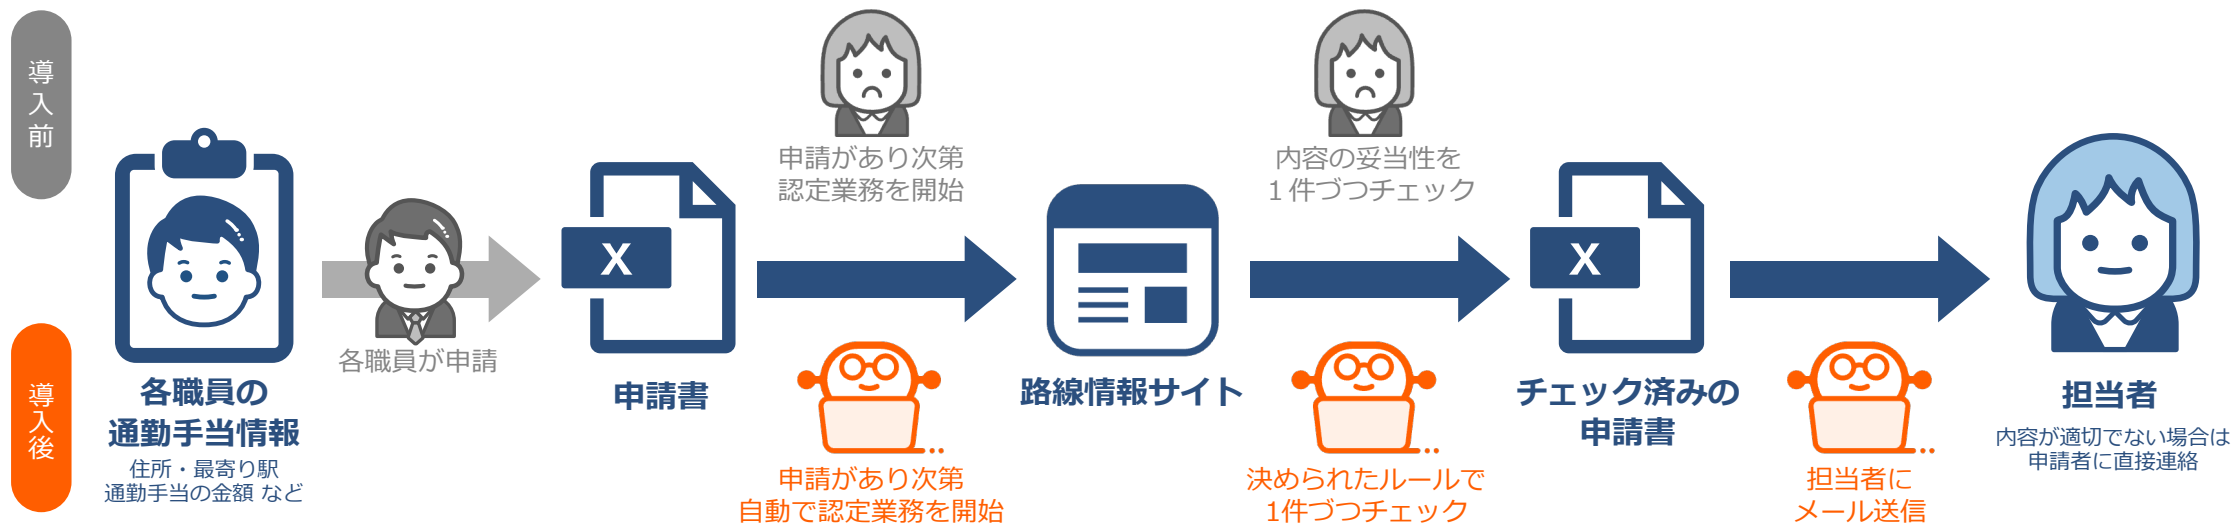 導入前
申請があり次第
認定業務を開始
内容の妥当性を
１件づつチェック
X
X
各職員が申請
各職員の
通勤手当情報
住所・最寄り駅
通勤手当の金額 など
申請書
路線情報サイト
チェック済みの
申請書
担当者
内容が適切でない場合は
申請者に直接連絡
導入後
申請があり次第
自動で認定業務を開始
決められたルールで
1件づつチェック
担当者に
メール送信